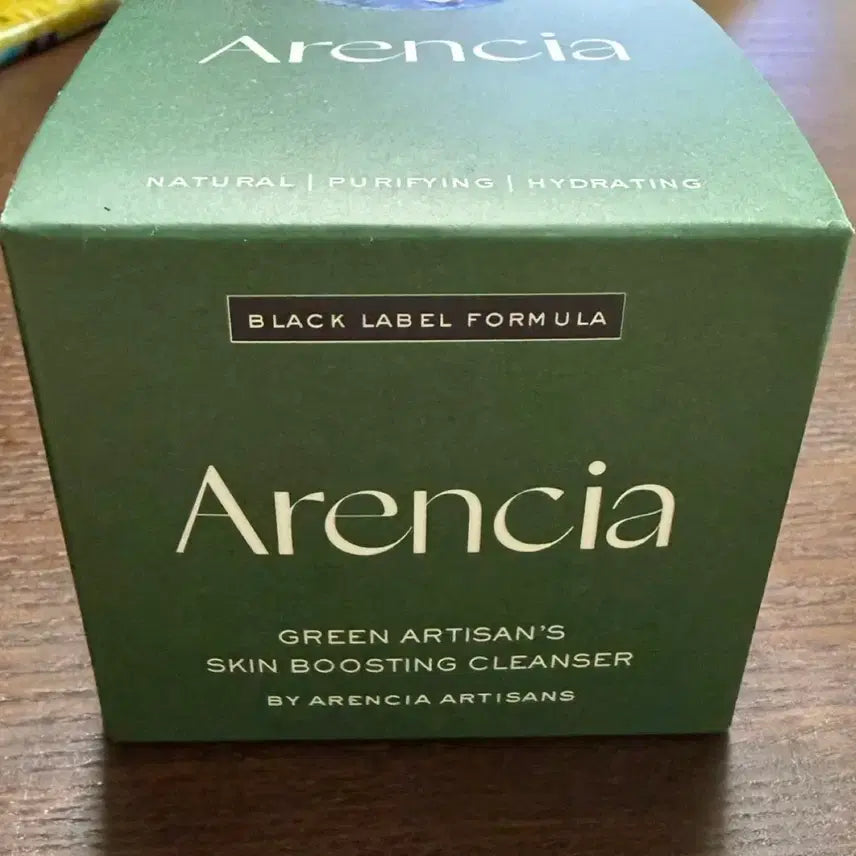 Arencia
NATURAL | PURIFYING | HYDRATING
BLACK LABEL FORMULA
Arencia
GREEN ARTISAN'S
SKIN BOOSTING CLEANSER
BY ARENCIA ARTISANS